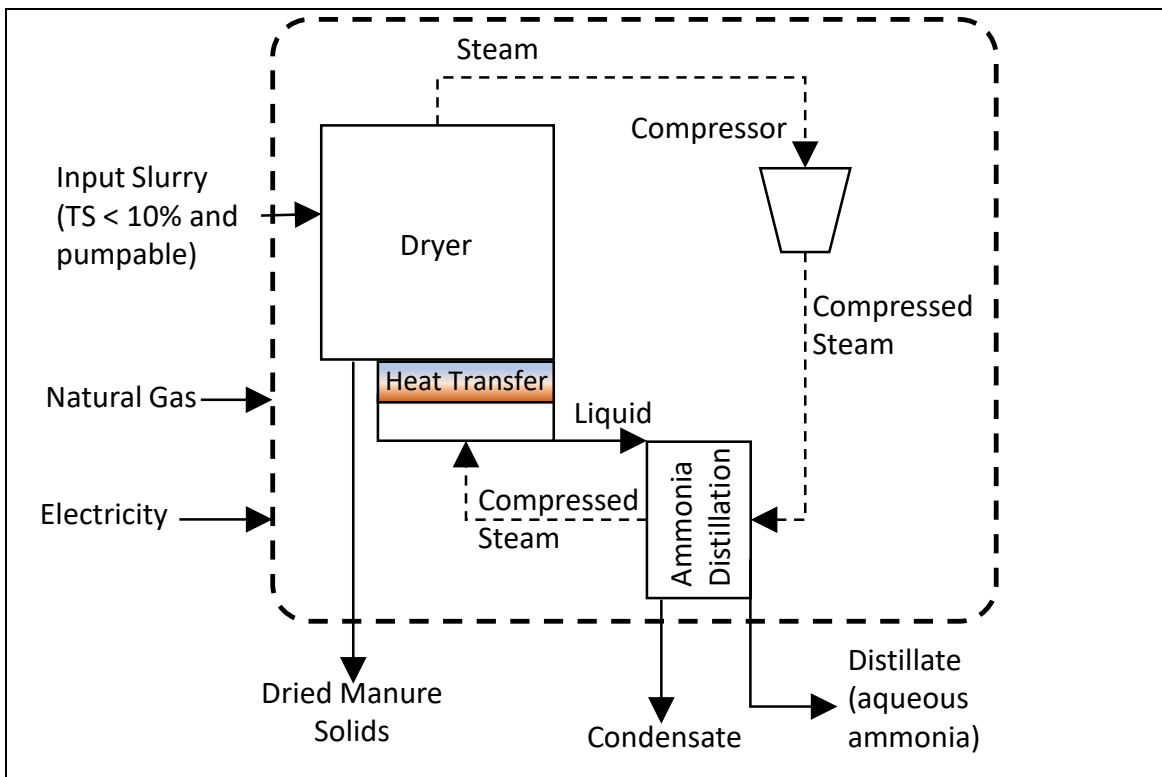 Steam
Compressor
Input Slurry
(TS < 10% and
pumpable)
Dryer
Compressed
Steam
Heat Transfer
Natural Gas
Liquid
Electricity
Compressed
Steam
Ammonia
Distillation
Dried Manure
Solids
Condensate
Distillate
(aqueous
ammonia)